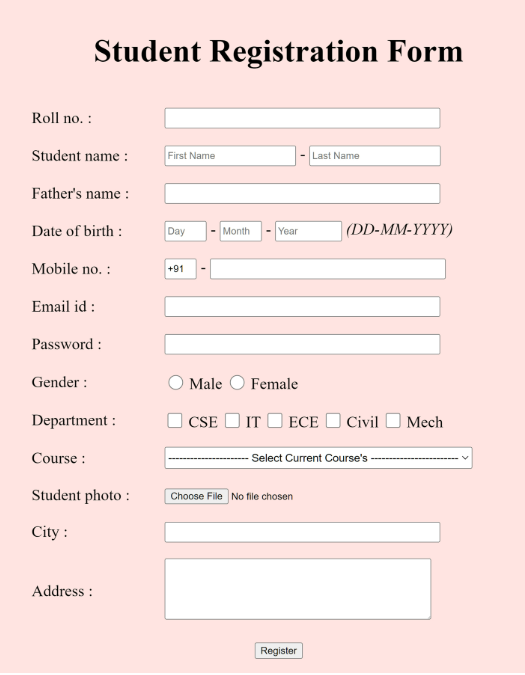 Student Registration Form
Roll no. :
Student name : First Name - Last Name
Father's name :
Date of birth : Day - Month - Year (DD-MM-YYYY)
Mobile no. : +91 -
Email id :
Password :
Gender : Male Female
Department : CSE IT ECE Civil Mech
Course : ---------------------- Select Current Course's ------------------------
Student photo : Choose File No file chosen
City :
Address :
Register